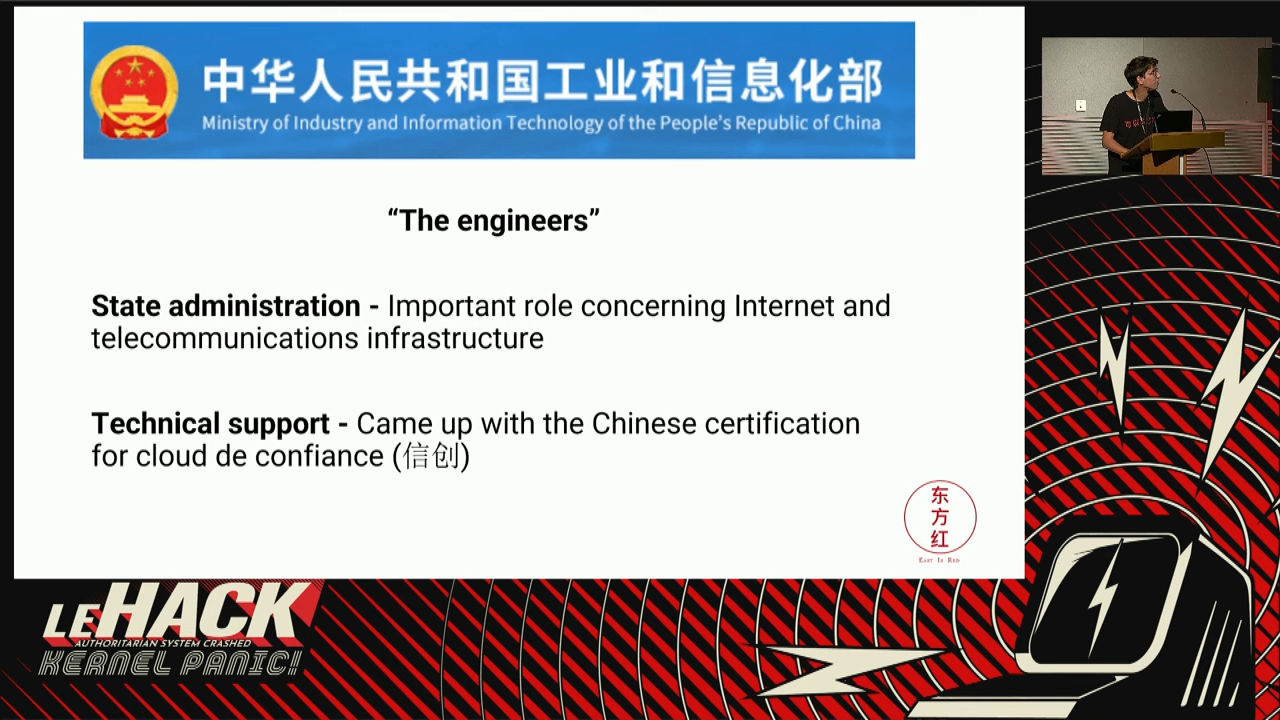 中华人民共和国工业和信息化部
Ministry of Industry and Information Technology of the People's Republic of China
“The engineers”
State administration - Important role concerning Internet and
telecommunications infrastructure
Technical support - Came up with the Chinese certification
for cloud de confiance (信创)
东
方
红
East Is Red
LEHACK
AUTHORITARIAN SYSTEM CRASHED
KERNEL PANIC!